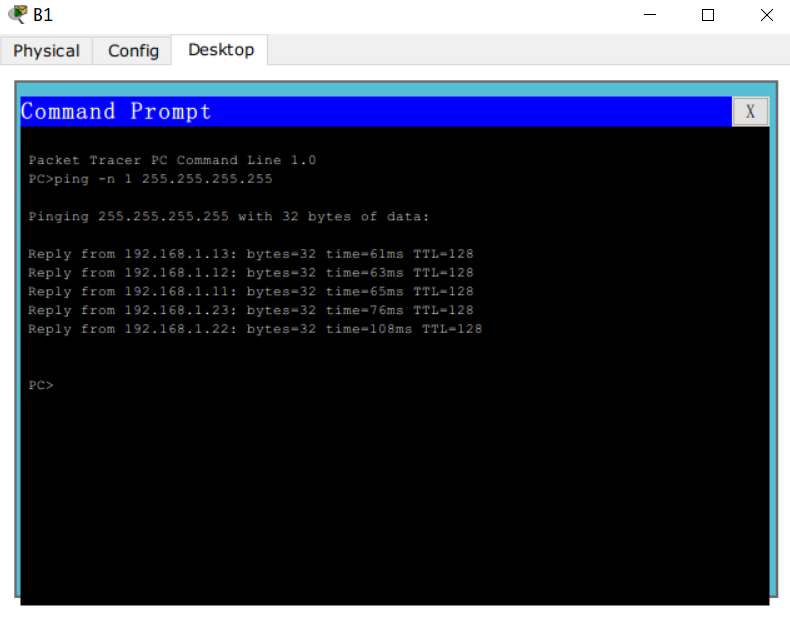 B1
Physical Config Desktop
Command Prompt X
Packet Tracer PC Command Line 1.0
PC>ping -n 1 255.255.255.255
Pinging 255.255.255.255 with 32 bytes of data:
Reply from 192.168.1.13: bytes=32 time=61ms TTL=128
Reply from 192.168.1.12: bytes=32 time=63ms TTL=128
Reply from 192.168.1.11: bytes=32 time=65ms TTL=128
Reply from 192.168.1.23: bytes=32 time=76ms TTL=128
Reply from 192.168.1.22: bytes=32 time=108ms TTL=128
PC>